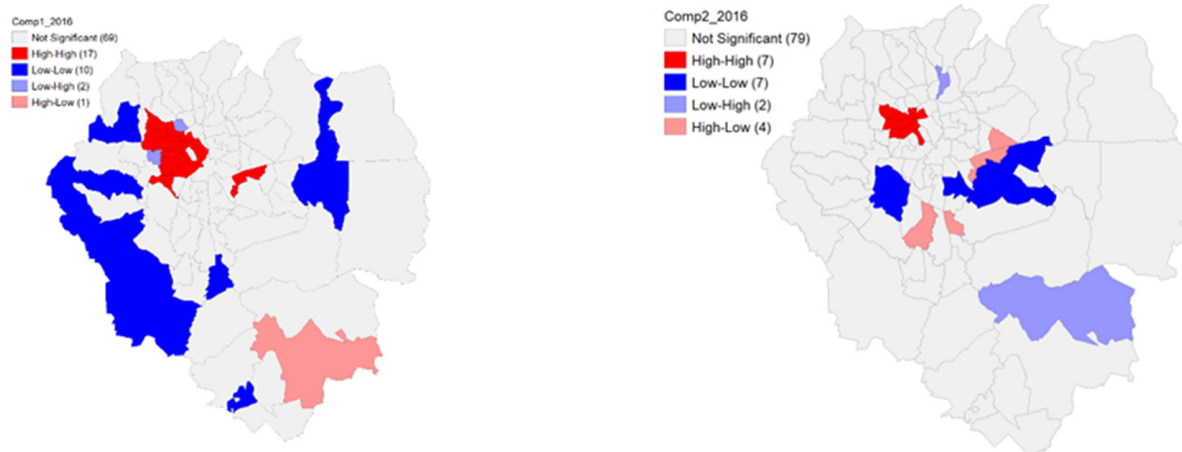 Comp1_2016
Not Significant (69)
High-High (17)
Low-Low (10)
Low-High (2)
High-Low (1)
Comp2_2016
Not Significant (79)
High-High (7)
Low-Low (7)
Low-High (2)
High-Low (4)